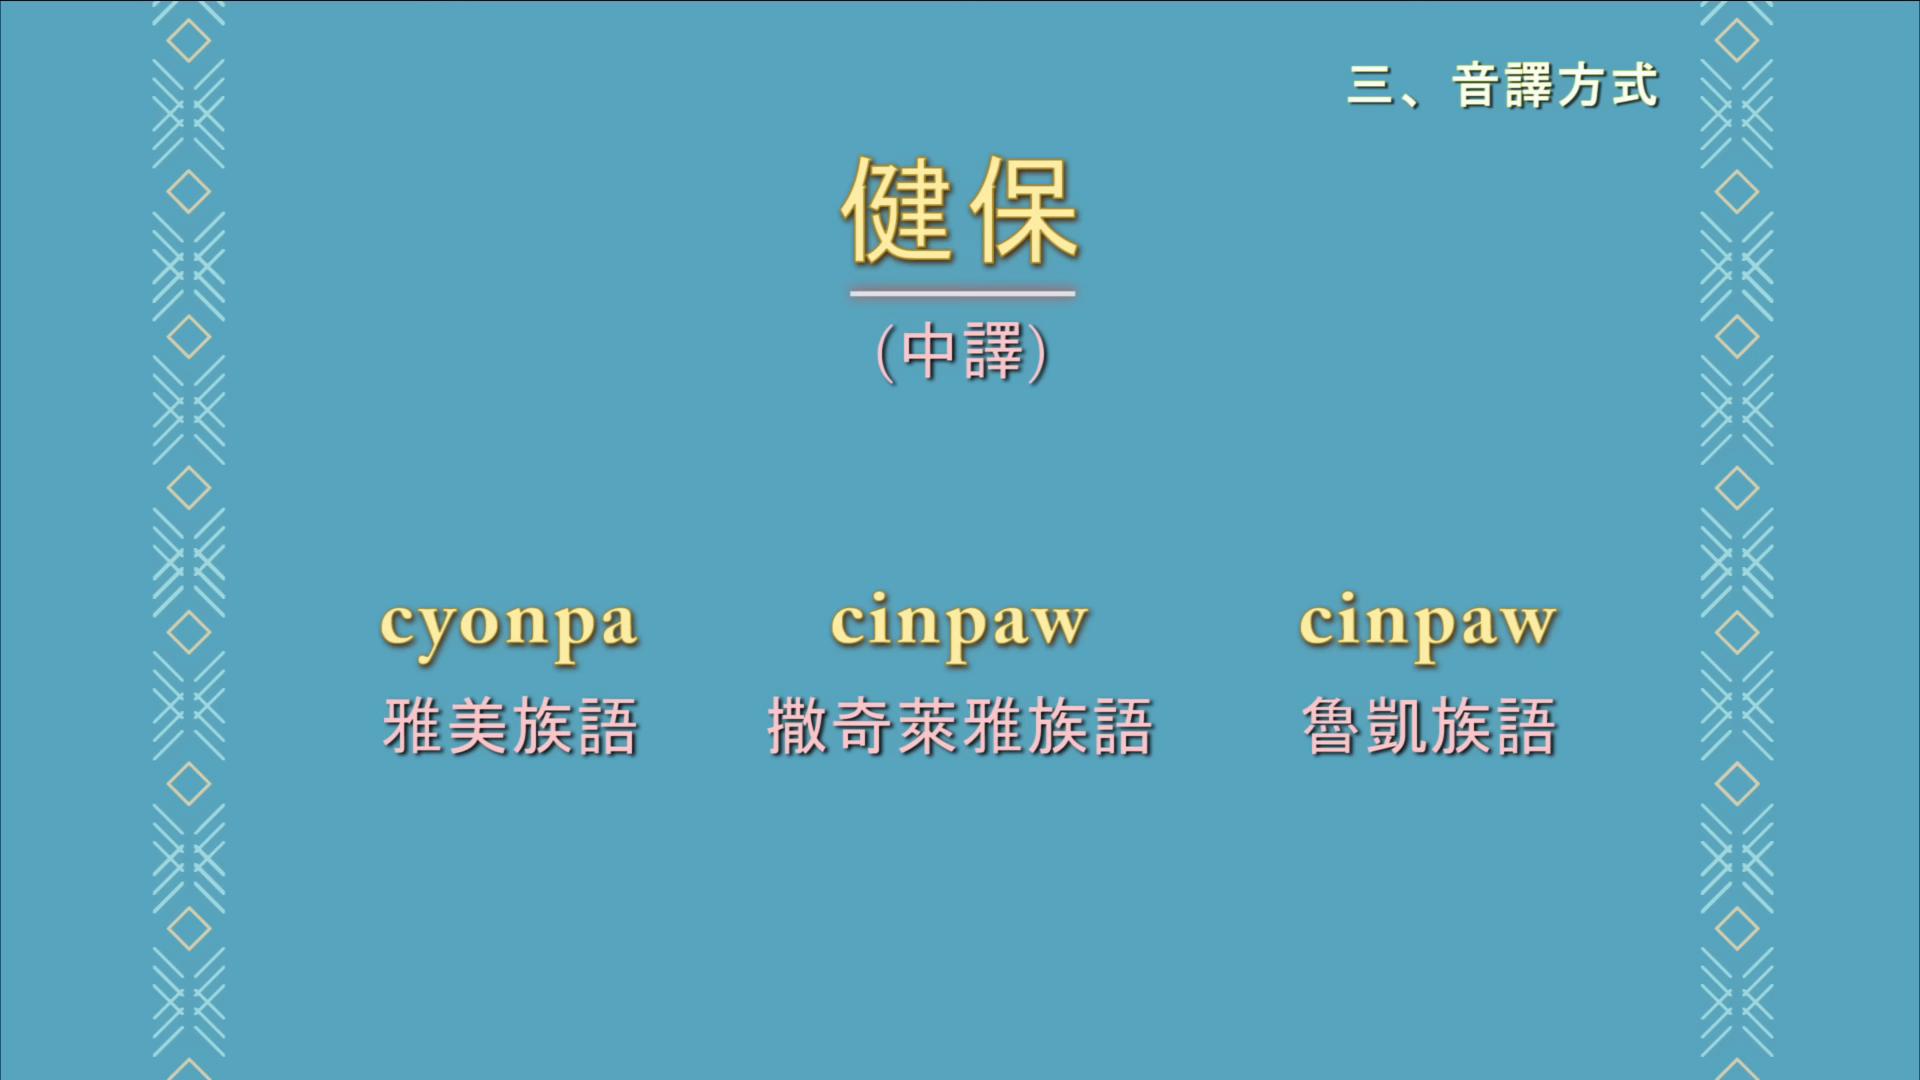 三、音譯方式
健保
(中譯)
cyonpa
雅美族語
cinpaw
撒奇萊雅族語
cinpaw
魯凱族語